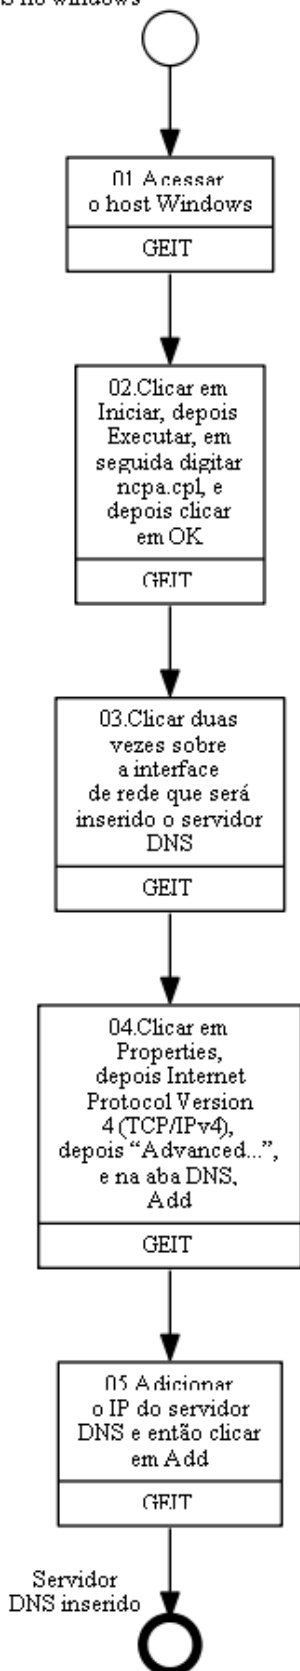 S no windows
01 Acessar
o host Windows
GEIT
02.Clicar em
Iniciar, depois
Executar, em
seguida digitar
ncpa.cpl, e
depois clicar
em OK
GEIT
03.Clicar duas
vezes sobre
a interface
de rede que será
inserido o servidor
DNS
GEIT
04.Clicar em
Properties,
depois Internet
Protocol Version
4 (TCP/IPv4),
depois “Advanced...”,
e na aba DNS,
Add
GEIT
05 Adicionar
o IP do servidor
DNS e então clicar
em Add
GEIT
Servidor
DNS inserido